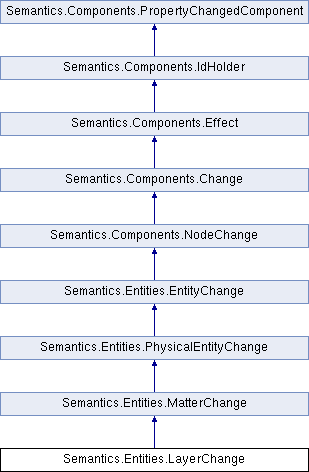 Semantics.Components.PropertyChangedComponent
Semantics.Components.IdHolder
Semantics.Components.Effect
Semantics.Components.Change
Semantics.Components.NodeChange
Semantics.Entities.EntityChange
Semantics.Entities.PhysicalEntityChange
Semantics.Entities.MatterChange
Semantics.Entities.LayerChange